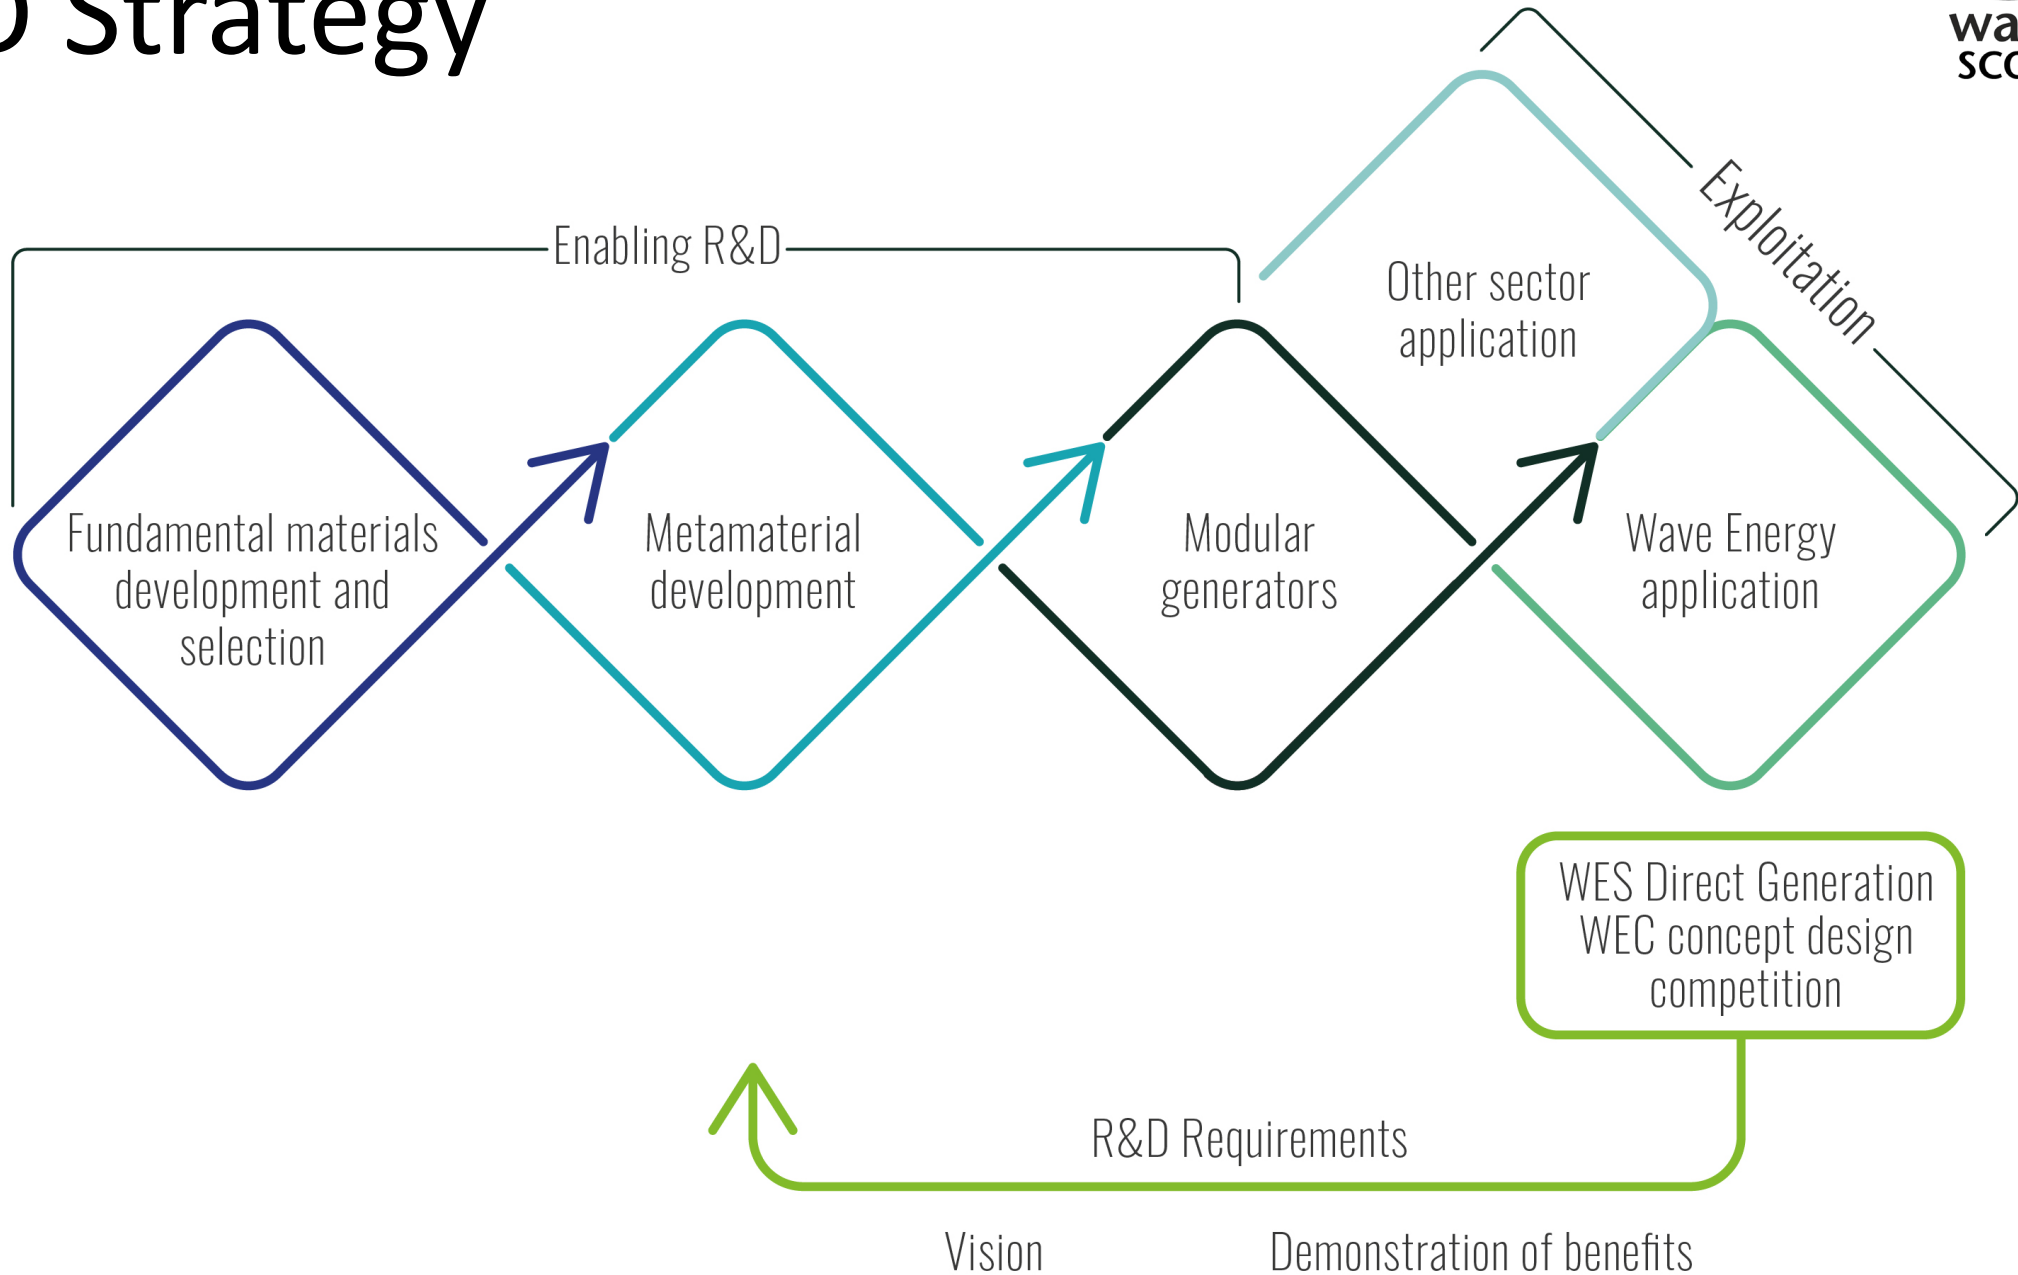 Strategy
Enabling R&D
Exploitation
Other sector
application
Fundamental materials
development and
selection
Metamaterial
development
Modular
generators
Wave Energy
application
WES Direct Generation
WEC concept design
competition
R&D Requirements
Vision
Demonstration of benefits